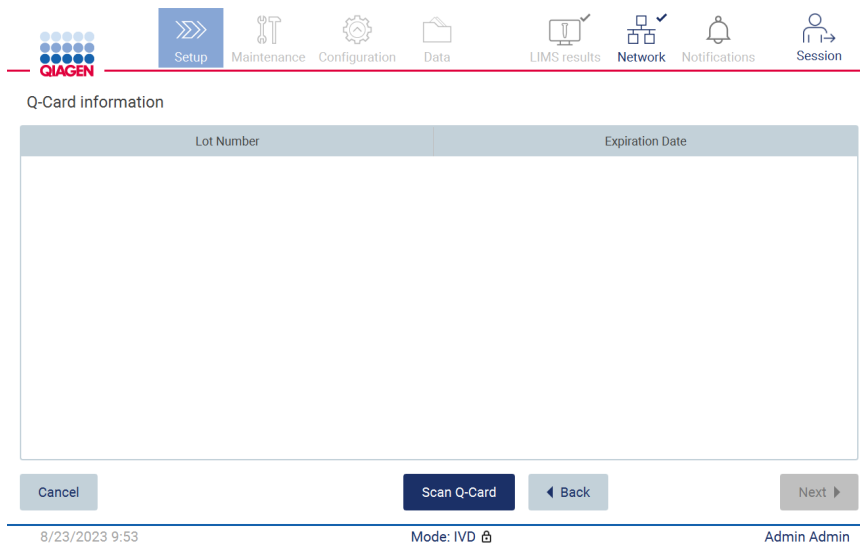 QIAGEN
Setup
Maintenance
Configuration
Data
LIMS results
Network
Notifications
Session
Q-Card information
Lot Number
Expiration Date
Cancel
Scan Q-Card
Back
Next
8/23/2023 9:53
Mode: IVD
Admin Admin